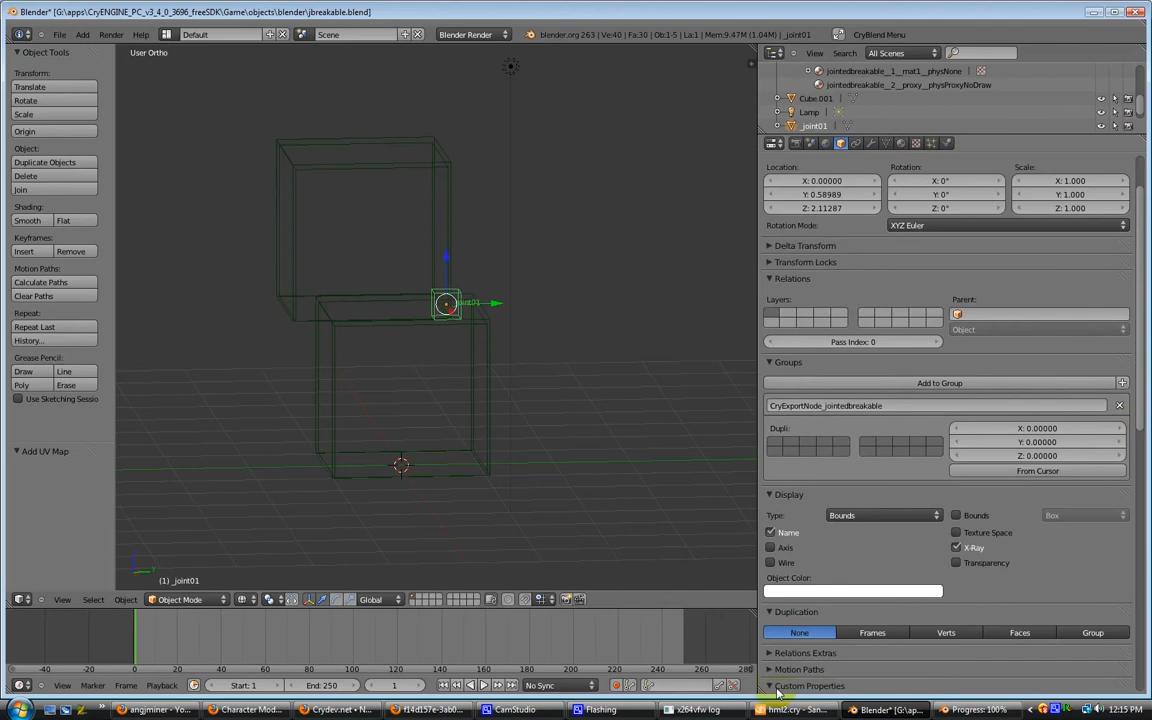 Blender* [G:\apps\CryENGINE_PC_v3_4_0_3696_freeSDK\Game\objects\blender\jbreakable.blend]
File Add Render Help Default Scene Blender Render blender.org 263 | Ve:40 | Fa:30 | Ob:1-5 | La:1 | Mem:9.47M (1.04M) | _joint01 CryBlend Menu
Object Tools
Transform:
Translate
Rotate
Scale
Origin
Object:
Duplicate Objects
Delete
Join
Shading:
Smooth Flat
Keyframes:
Insert Remove
Motion Paths:
Calculate Paths
Clear Paths
Repeat:
Repeat Last
History...
Grease Pencil:
Draw Line
Poly Erase
Use Sketching Sessio
Add UV Map
User Ortho
joint01
(1) _joint01
View Select Object Object Mode Global
-40 -20 0 20 40 60 80 100 120 140 160 180 200 220 240 260 280
View Marker Frame Playback Start: 1 End: 250 1 No Sync
View Search All Scenes
jointedbreakable__1__mat1__physNone
jointedbreakable__2__proxy__physProxyNoDraw
Cube.001
Lamp
_joint01
Location: Rotation: Scale:
X: 0.00000 X: 0° X: 1.000
Y: 0.58989 Y: 0° Y: 1.000
Z: 2.11287 Z: 0° Z: 1.000
Rotation Mode: XYZ Euler
Delta Transform
Transform Locks
Relations
Layers: Parent:
Object
Pass Index: 0
Groups
Add to Group
CryExportNode_jointedbreakable
Dupli: X: 0.00000
Y: 0.00000
Z: 0.00000
From Cursor
Display
Type: Bounds Bounds Box
Name Texture Space
Axis X-Ray
Wire Transparency
Object Color:
Duplication
None Frames Verts Faces Group
Relations Extras
Motion Paths
Custom Properties
angjminer - Yo... Character Mod... Crydev.net • N... f14d157e-3ab0... CamStudio Flashing x264vfw log hml2.cry - San... Blender* [G:\ap... Progress: 100% 12:15 PM